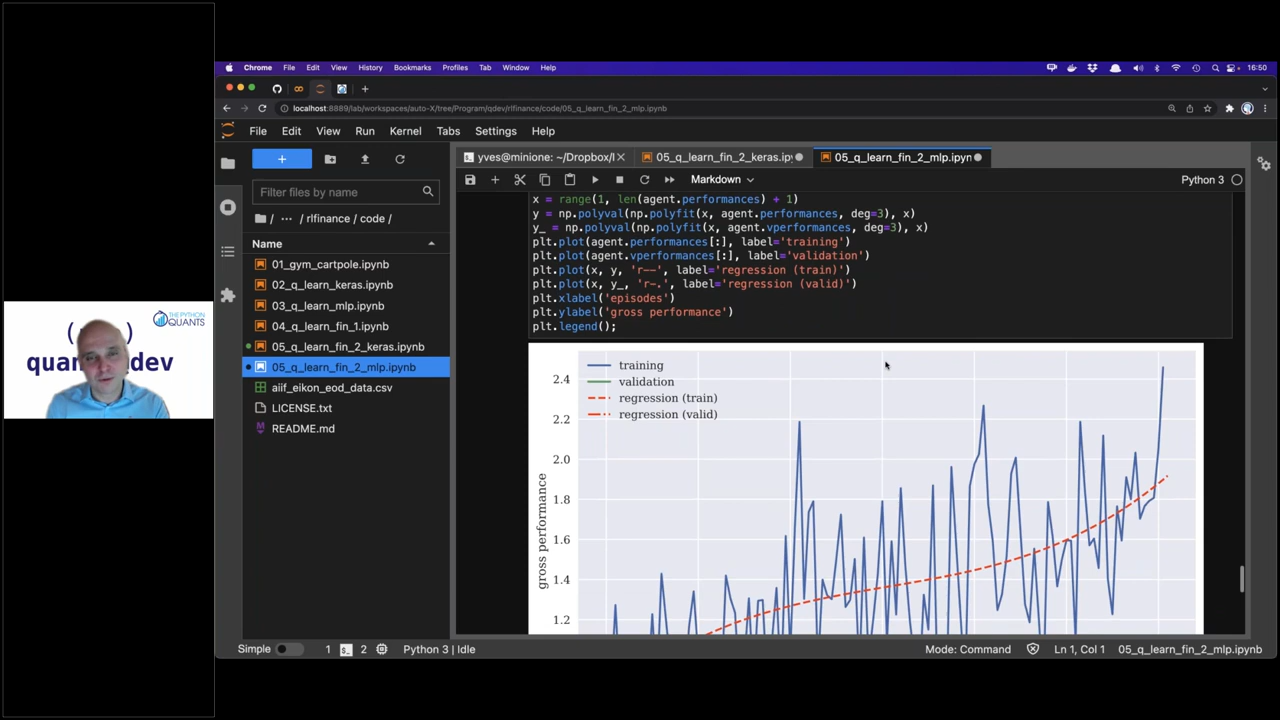 Chrome File Edit View History Bookmarks Profiles Tab Window Help 16:50
localhost:8889/lab/workspaces/auto-X/tree/Program/qdev/rlfinance/code/05_q_learn_fin_2_mlp.ipynb
File Edit View Run Kernel Tabs Settings Help
yves@minione: ~/Dropbox/
05_q_learn_fin_2_keras.ipy
05_q_learn_fin_2_mlp.ipyn
Markdown
Python 3
Filter files by name
/ ··· / rlfinance / code /
Name
01_gym_cartpole.ipynb
02_q_learn_keras.ipynb
03_q_learn_mlp.ipynb
04_q_learn_fin_1.ipynb
05_q_learn_fin_2_keras.ipynb
05_q_learn_fin_2_mlp.ipynb
aiif_eikon_eod_data.csv
LICENSE.txt
README.md
x = range(1, len(agent.performances) + 1)
y = np.polyval(np.polyfit(x, agent.performances, deg=3), x)
y_ = np.polyval(np.polyfit(x, agent.vperformances, deg=3), x)
plt.plot(agent.performances[:], label='training')
plt.plot(agent.vperformances[:], label='validation')
plt.plot(x, y, 'r--', label='regression (train)')
plt.plot(x, y_, 'r-.', label='regression (valid)')
plt.xlabel('episodes')
plt.ylabel('gross performance')
plt.legend();
training
validation
regression (train)
regression (valid)
2.4
2.2
2.0
1.8
1.6
1.4
1.2
gross performance
THE PYTHON
QUANTS
Simple 1 2 Python 3 | Idle Mode: Command Ln 1, Col 1 05_q_learn_fin_2_mlp.ipynb